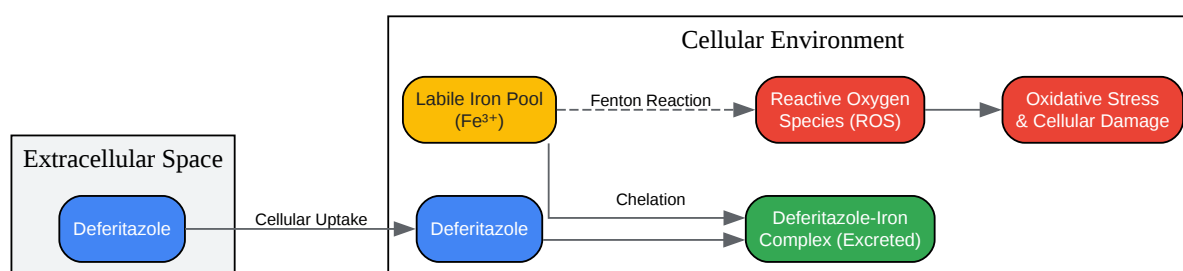 Cellular Environment
Labile Iron Pool
(Fe³⁺)
Fenton Reaction
Reactive Oxygen
Species (ROS)
Oxidative Stress
& Cellular Damage
Extracellular Space
Deferitazole
Cellular Uptake
Deferitazole
Chelation
Deferitazole-Iron
Complex (Excreted)